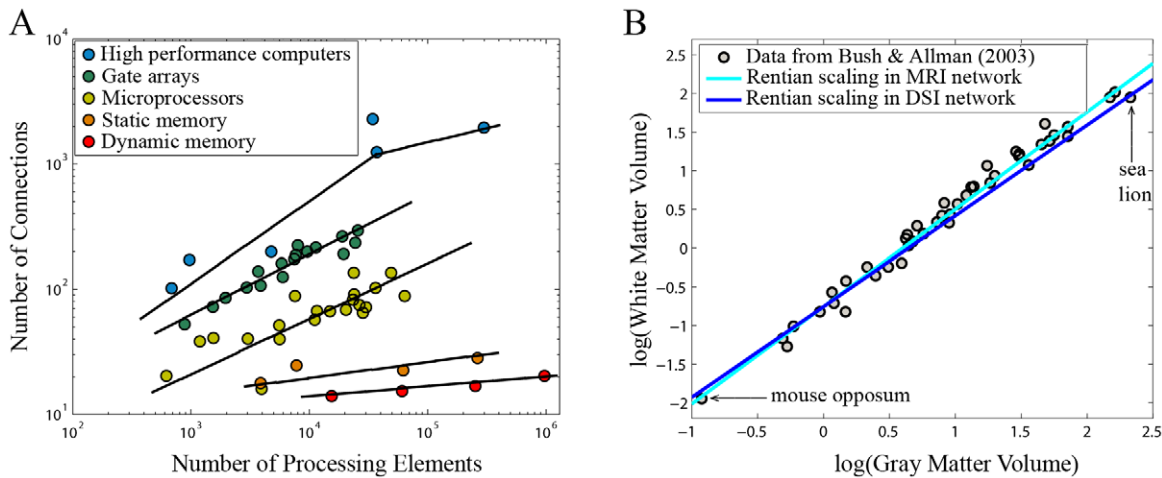 A
10^4
10^3
10^2
10^1
10^2
10^3
10^4
10^5
10^6
Number of Connections
Number of Processing Elements
High performance computers
Gate arrays
Microprocessors
Static memory
Dynamic memory
B
2.5
2
1.5
1
0.5
0
−0.5
−1
−1.5
−2
−1
−0.5
0
0.5
1
1.5
2
2.5
log(White Matter Volume)
log(Gray Matter Volume)
Data from Bush & Allman (2003)
Rentian scaling in MRI network
Rentian scaling in DSI network
sea
lion
mouse opposum